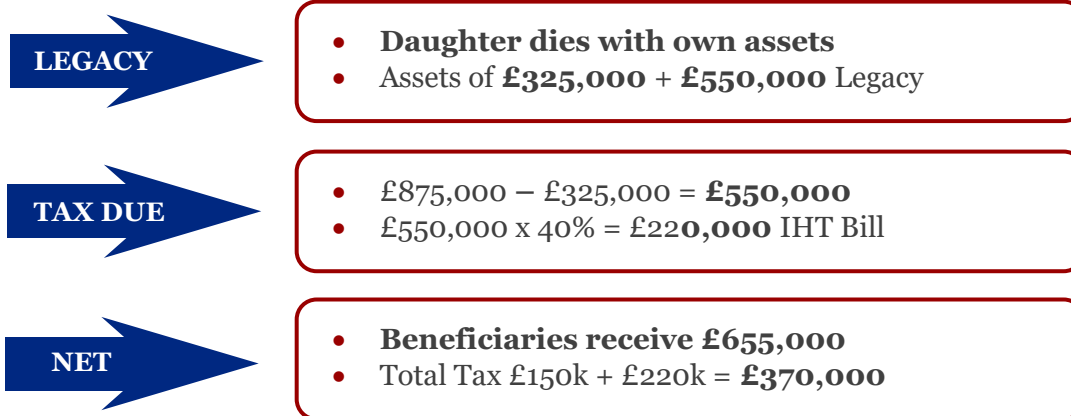 LEGACY
• Daughter dies with own assets
• Assets of £325,000 + £550,000 Legacy
TAX DUE
• £875,000 – £325,000 = £550,000
• £550,000 x 40% = £220,000 IHT Bill
NET
• Beneficiaries receive £655,000
• Total Tax £150k + £220k = £370,000